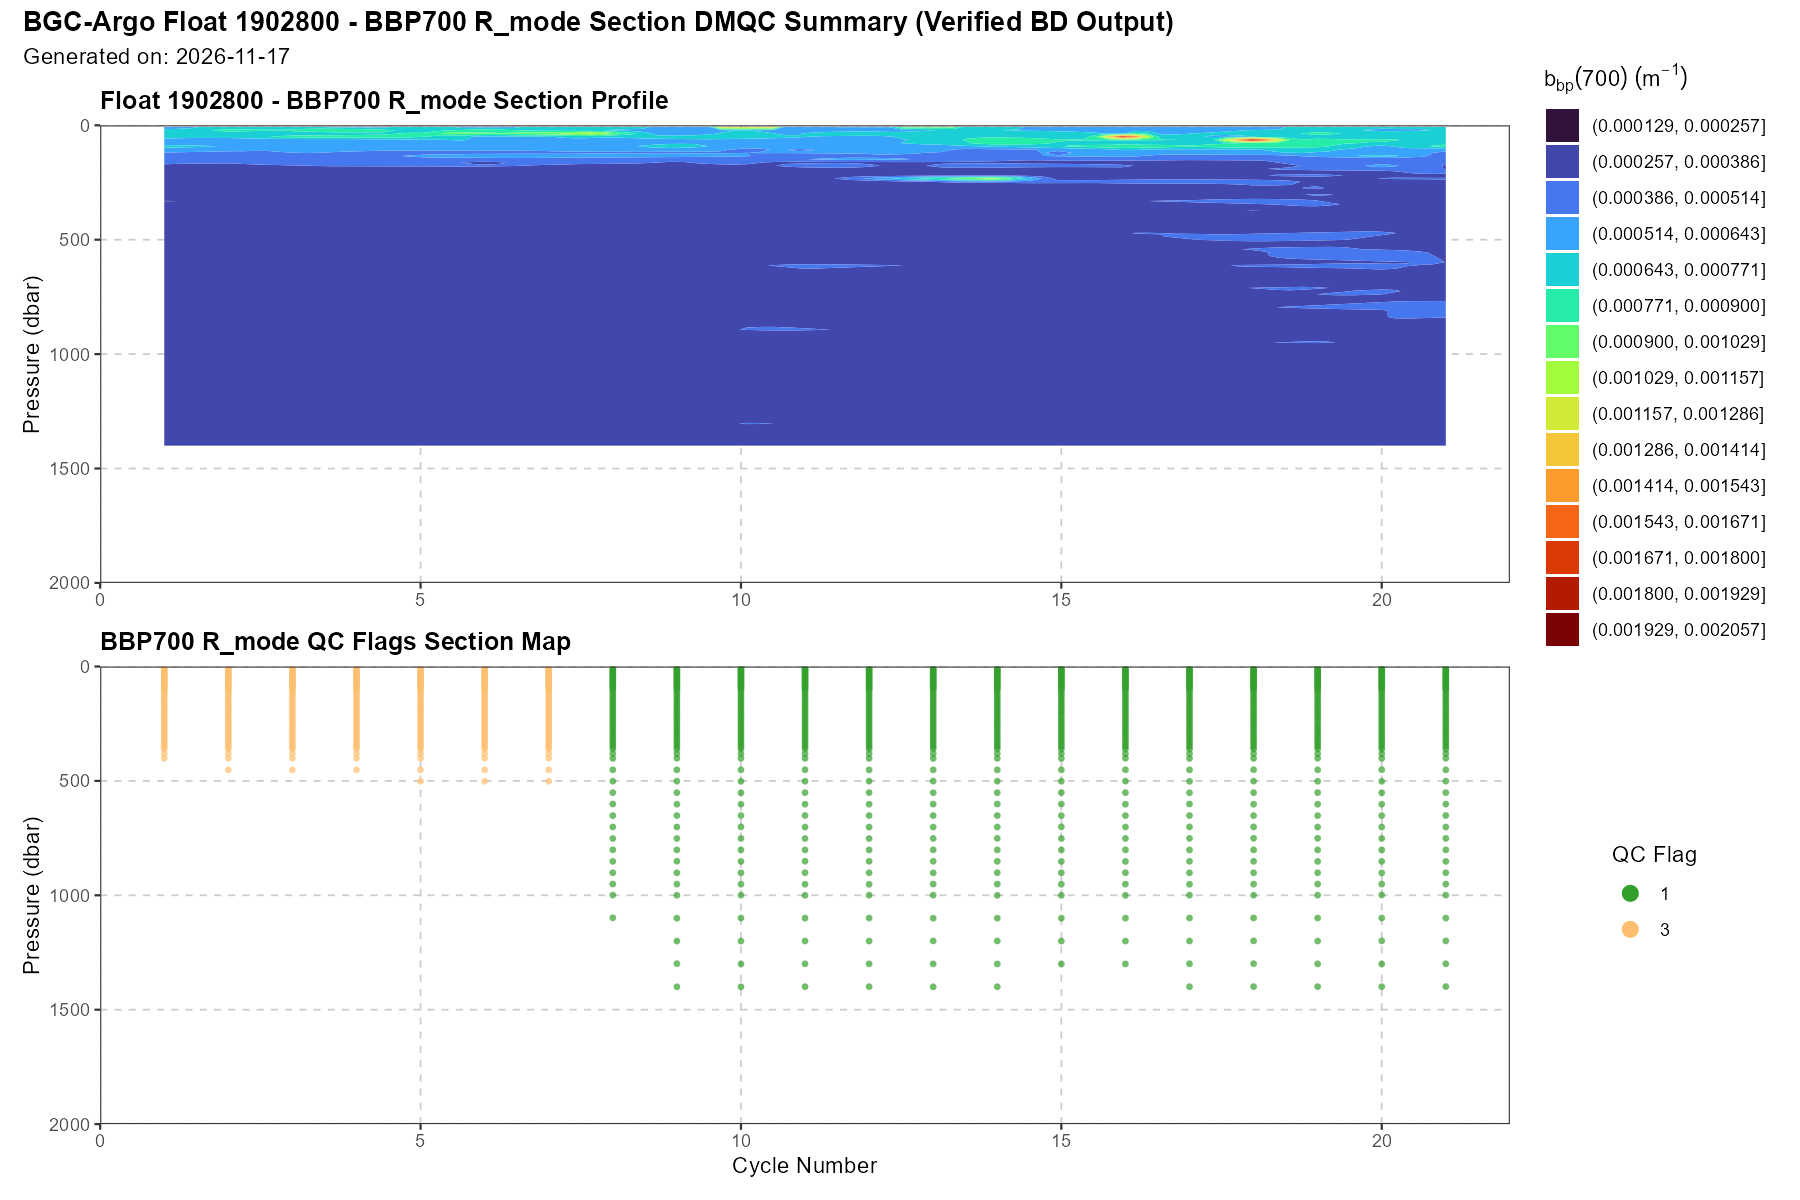 BGC-Argo Float 1902800 - BBP700 R_mode Section DMQC Summary (Verified BD Output)
Generated on: 2026-11-17
Float 1902800 - BBP700 R_mode Section Profile
Pressure (dbar)
0
500
1000
1500
2000
0 5 10 15 20
b_bp(700) (m⁻¹)
(0.000129, 0.000257]
(0.000257, 0.000386]
(0.000386, 0.000514]
(0.000514, 0.000643]
(0.000643, 0.000771]
(0.000771, 0.000900]
(0.000900, 0.001029]
(0.001029, 0.001157]
(0.001157, 0.001286]
(0.001286, 0.001414]
(0.001414, 0.001543]
(0.001543, 0.001671]
(0.001671, 0.001800]
(0.001800, 0.001929]
(0.001929, 0.002057]
BBP700 R_mode QC Flags Section Map
Pressure (dbar)
0
500
1000
1500
2000
0 5 10 15 20
Cycle Number
QC Flag
1
3